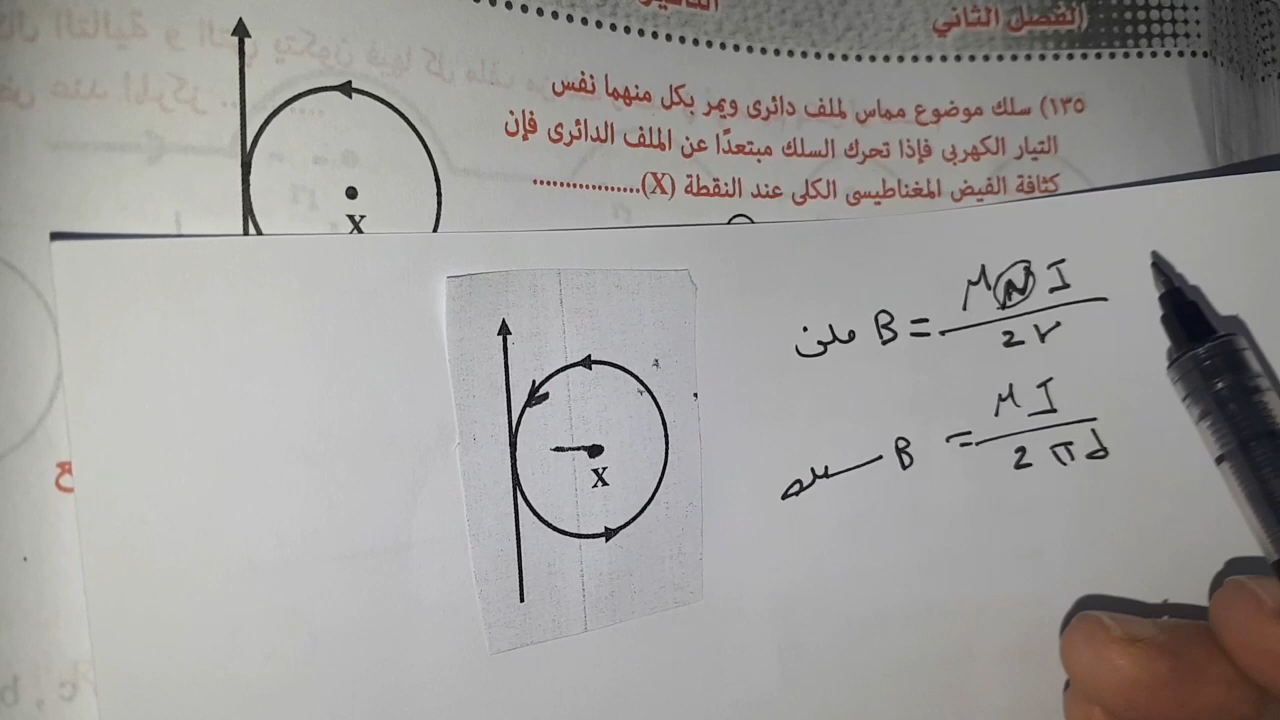 الفصل الثاني
١٣٥) سلك موضوع مماس لملف دائرى ويمر بكل منهما نفس
التيار الكهربى فإذا تحرك السلك مبتعدًا عن الملف الدائرى فإن
كثافة الفيض المغناطيسى الكلى عند النقطة (X).................
X
X
ملف B = μNI / 2r
سلك B = μI / 2πd